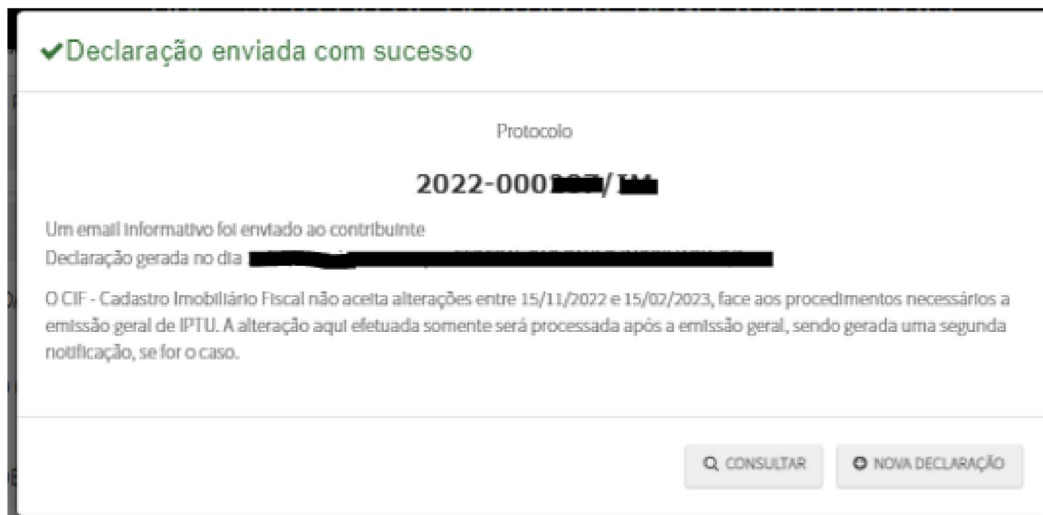 Declaração enviada com sucesso
Protocolo
2022-000
Um email informativo foi enviado ao contribuinte
Declaração gerada no dia
O CIF - Cadastro Imobiliário Fiscal não aceita alterações entre 15/11/2022 e 15/02/2023, face aos procedimentos necessários a
emissão geral de IPTU. A alteração aqui efetuada somente será processada após a emissão geral, sendo gerada uma segunda
notificação, se for o caso.
CONSULTAR
NOVA DECLARAÇÃO